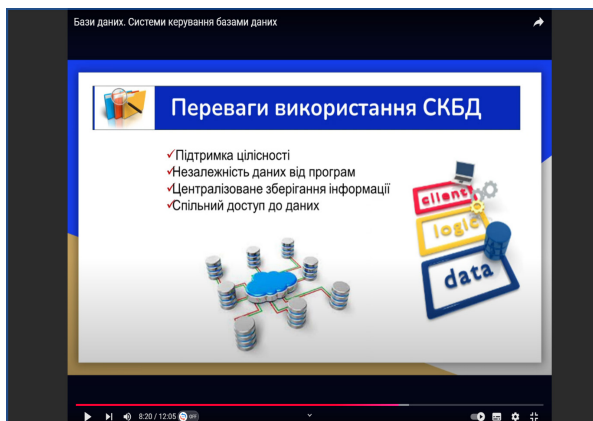 Бази даних. Системи керування базами даних
Переваги використання СКБД
✓Підтримка цілісності
✓Незалежність даних від програм
✓Централізоване зберігання інформації
✓Спільний доступ до даних
client
logic
data
8:20 / 12:05